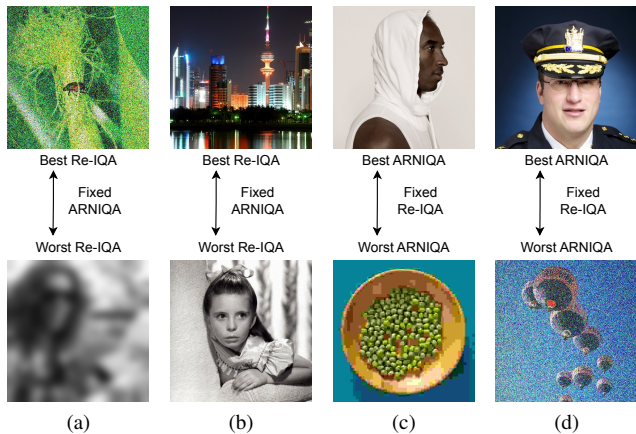 Best Re-IQA
Best Re-IQA
Best ARNIQA
Best ARNIQA
Fixed
ARNIQA
Fixed
ARNIQA
Fixed
Re-IQA
Fixed
Re-IQA
Worst Re-IQA
Worst Re-IQA
Worst ARNIQA
Worst ARNIQA
(a)
(b)
(c)
(d)